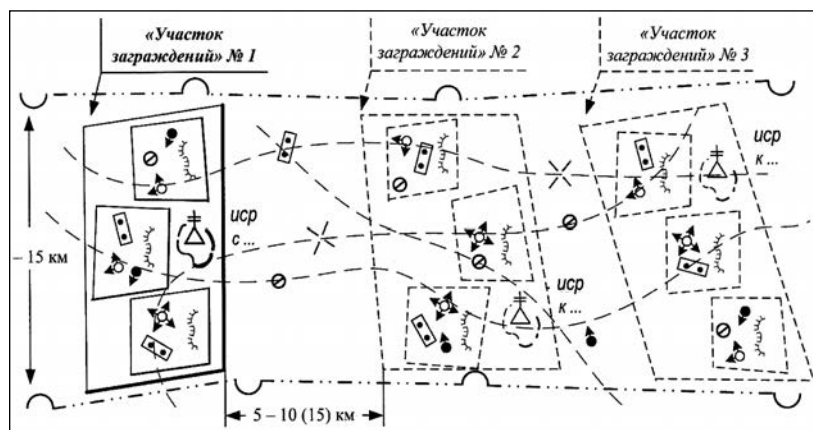 «Участок
заграждений» № 1
«Участок
заграждений» № 2
«Участок
заграждений» № 3
иср
к ...
иср
с ...
– 15 км
иср
к ...
5 – 10 (15) км